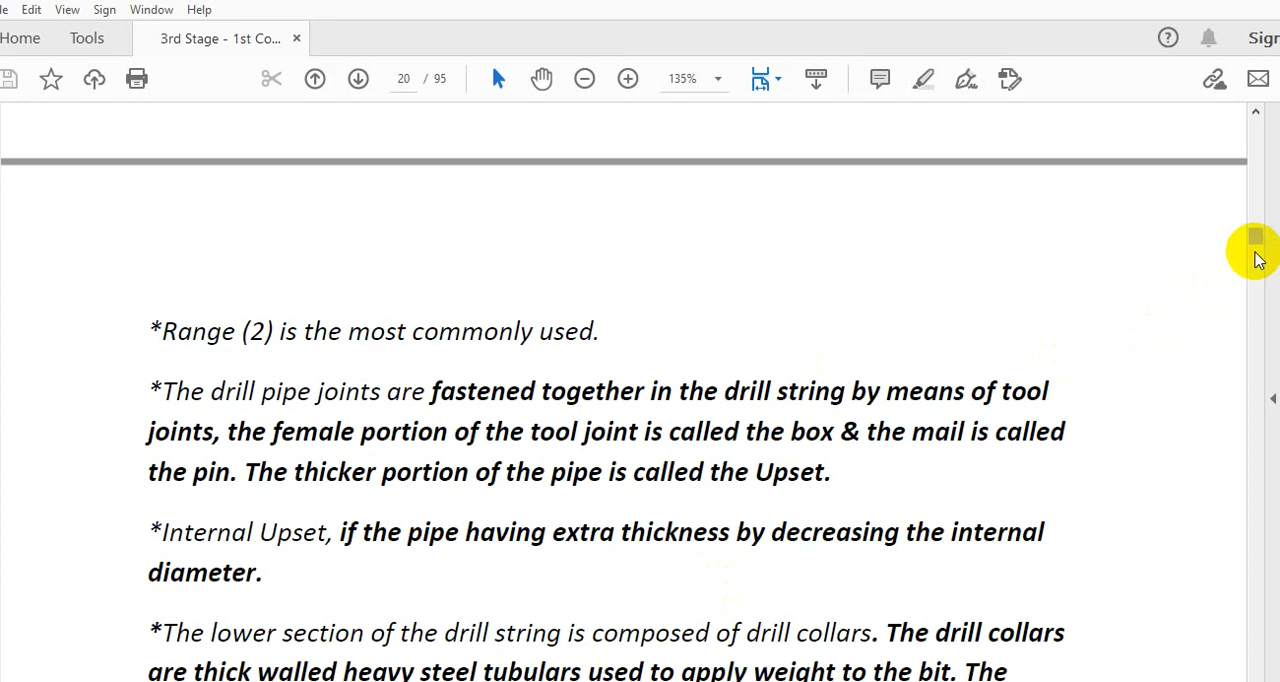 Edit View Sign Window Help
Home Tools 3rd Stage - 1st Co... ×
Sign
20 / 95 135%
*Range (2) is the most commonly used.
*The drill pipe joints are fastened together in the drill string by means of tool
joints, the female portion of the tool joint is called the box & the mail is called
the pin. The thicker portion of the pipe is called the Upset.
*Internal Upset, if the pipe having extra thickness by decreasing the internal
diameter.
*The lower section of the drill string is composed of drill collars. The drill collars
are thick walled heavy steel tubulars used to apply weight to the bit. The